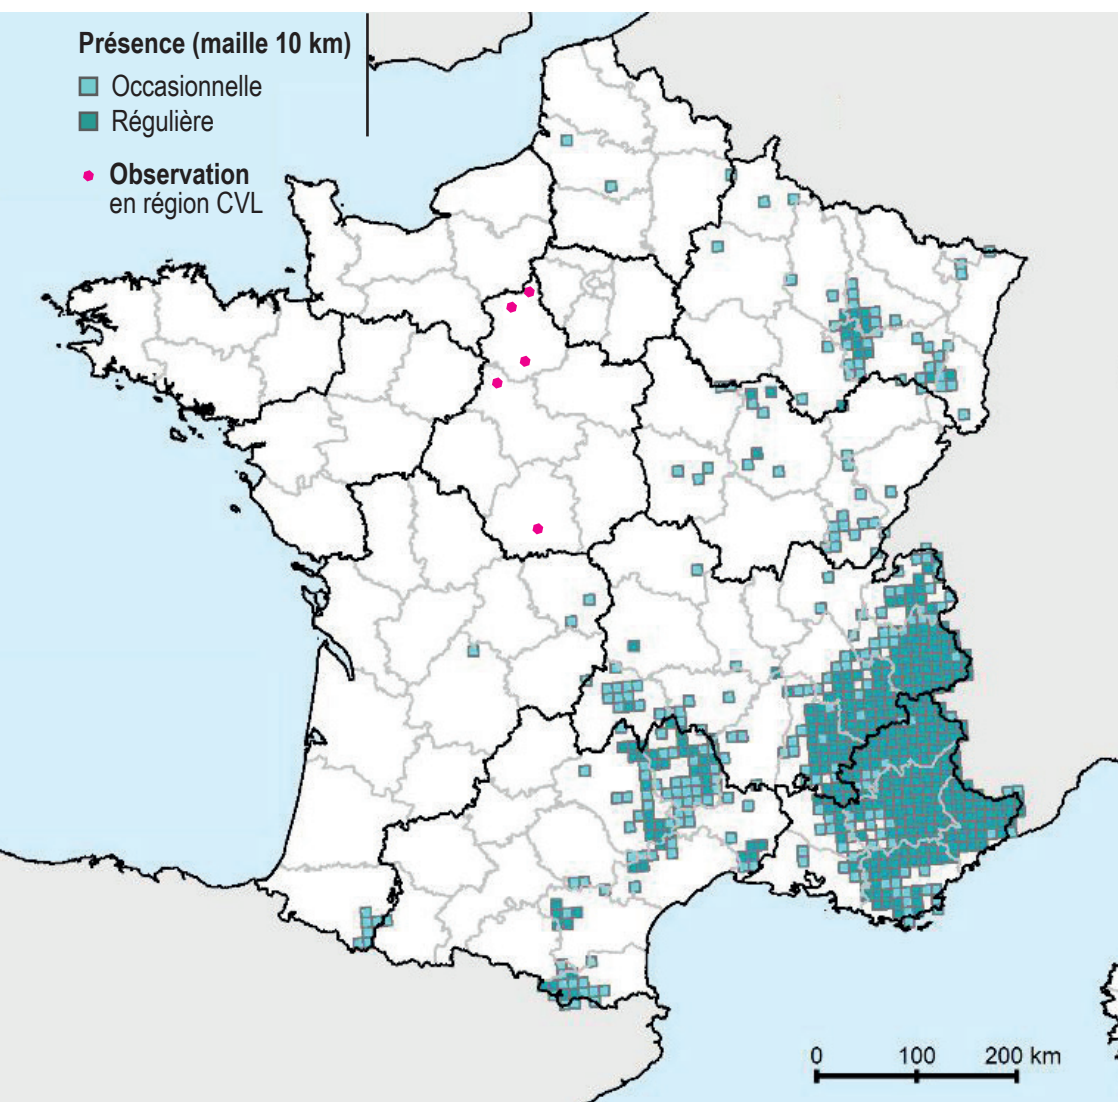 Présence (maille 10 km)
Occasionnelle
Régulière
Observation
en région CVL
0 100 200 km